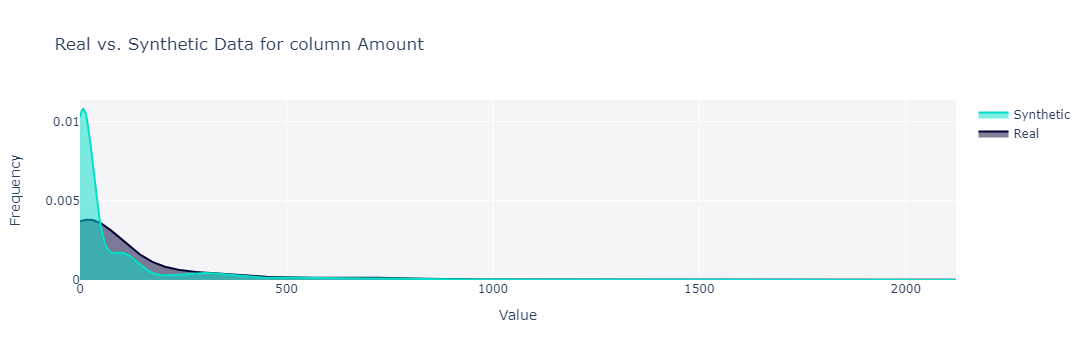 Real vs. Synthetic Data for column Amount
Synthetic
Real
0.01
0.005
0
Frequency
0 500 1000 1500 2000
Value